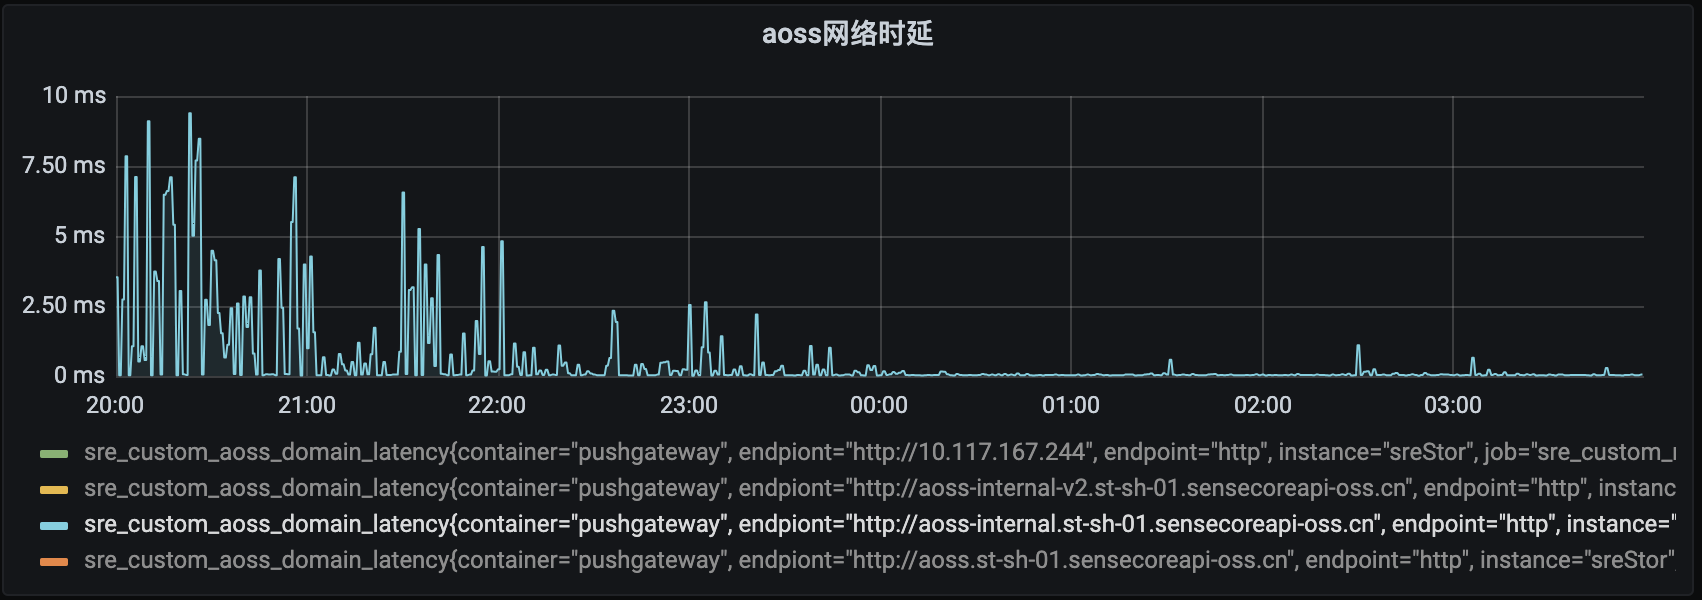 aoss网络时延
10 ms
7.50 ms
5 ms
2.50 ms
0 ms
20:00 21:00 22:00 23:00 00:00 01:00 02:00 03:00
sre_custom_aoss_domain_latency{container="pushgateway", endpiont="http://10.117.167.244", endpoint="http", instance="sreStor", job="sre_custom_
sre_custom_aoss_domain_latency{container="pushgateway", endpiont="http://aoss-internal-v2.st-sh-01.sensecoreapi-oss.cn", endpoint="http", instanc
sre_custom_aoss_domain_latency{container="pushgateway", endpiont="http://aoss-internal.st-sh-01.sensecoreapi-oss.cn", endpoint="http", instance="
sre_custom_aoss_domain_latency{container="pushgateway", endpiont="http://aoss.st-sh-01.sensecoreapi-oss.cn", endpoint="http", instance="sreStor"